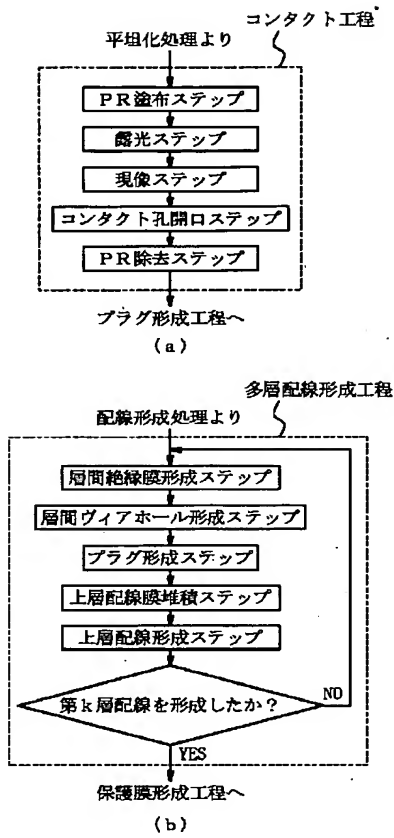 コンタクト工程
平坦化処理より
PR塗布ステップ
露光ステップ
現像ステップ
コンタクト孔開口ステップ
PR除去ステップ
プラグ形成工程へ
(a)
多層配線形成工程
配線形成処理より
層間絶縁膜形成ステップ
層間ヴィアホール形成ステップ
プラグ形成ステップ
上層配線膜堆積ステップ
上層配線形成ステップ
第k層配線を形成したか？
NO
YES
保護膜形成工程へ
(b)